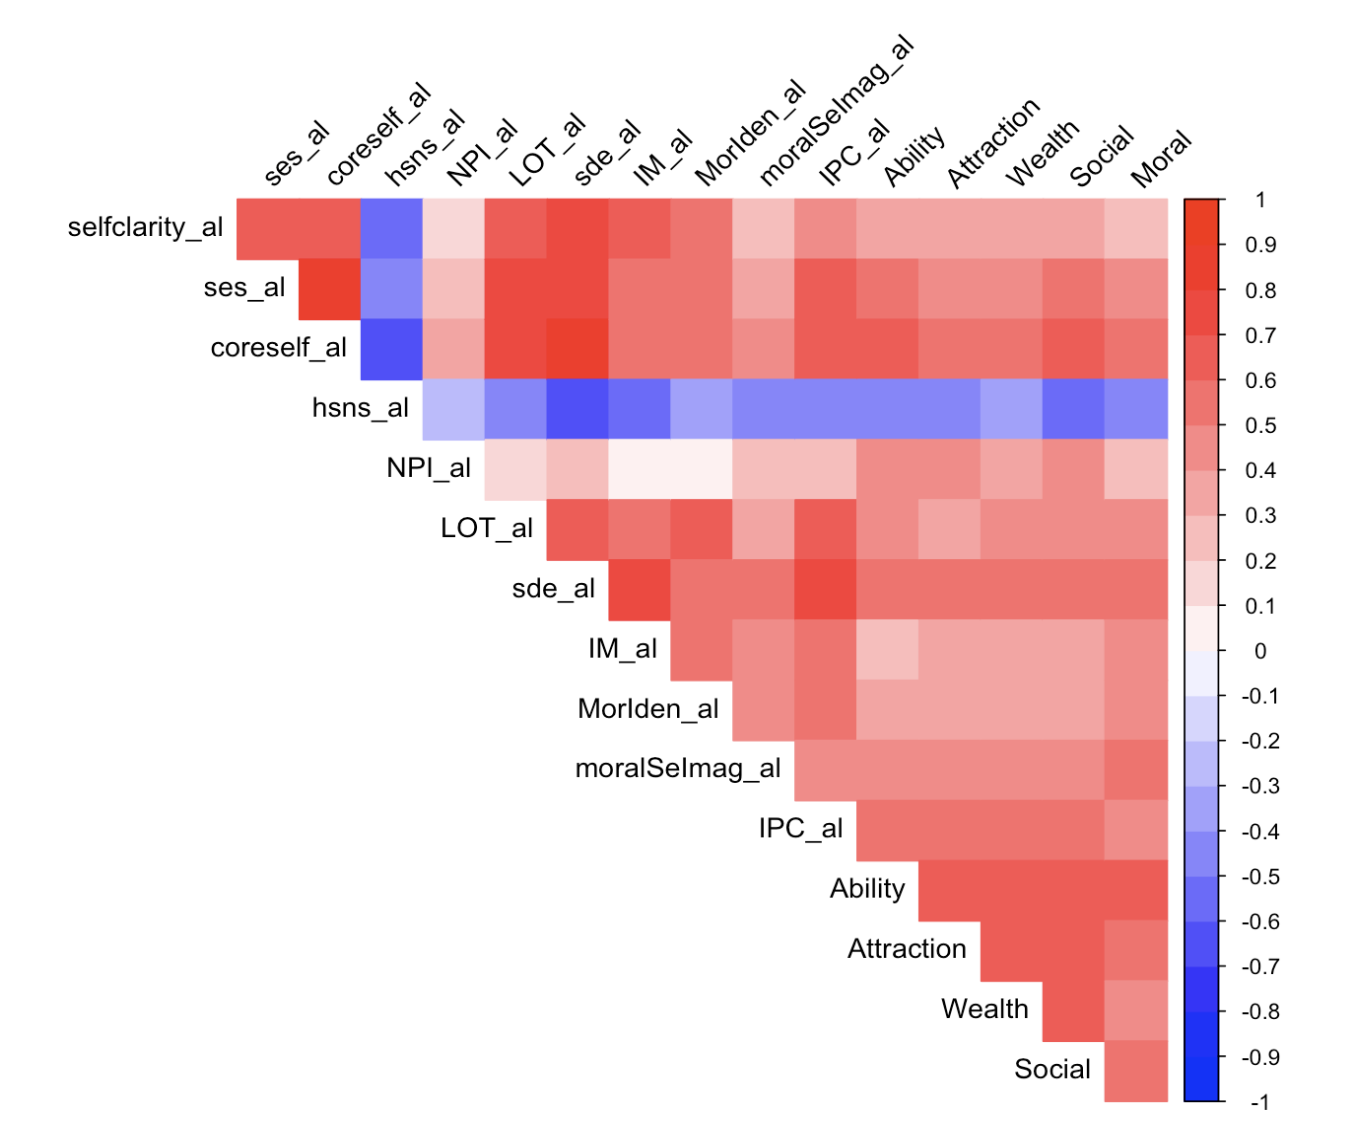 ses_al
coreself_al
hsns_al
NPI_al
LOT_al
sde_al
IM_al
MorIden_al
moralSelmag_al
IPC_al
Ability
Attraction
Wealth
Social
Moral
selfclarity_al
ses_al
coreself_al
hsns_al
NPI_al
LOT_al
sde_al
IM_al
MorIden_al
moralSelmag_al
IPC_al
Ability
Attraction
Wealth
Social
1
0.9
0.8
0.7
0.6
0.5
0.4
0.3
0.2
0.1
0
-0.1
-0.2
-0.3
-0.4
-0.5
-0.6
-0.7
-0.8
-0.9
-1